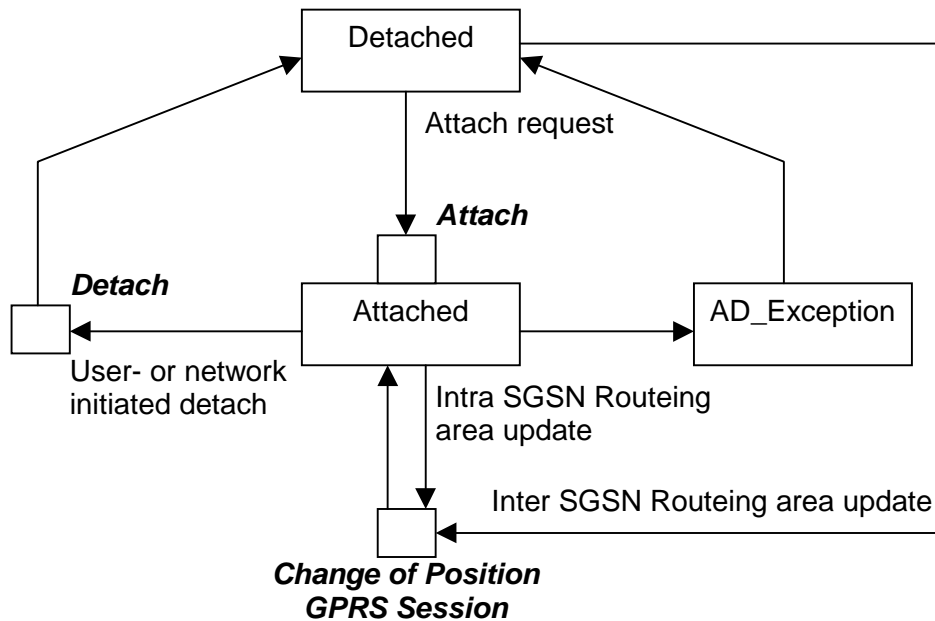 Detached
Attach request
Attach
Detach
Attached
AD_Exception
User- or network
initiated detach
Intra SGSN Routeing
area update
Inter SGSN Routeing area update
Change of Position
GPRS Session